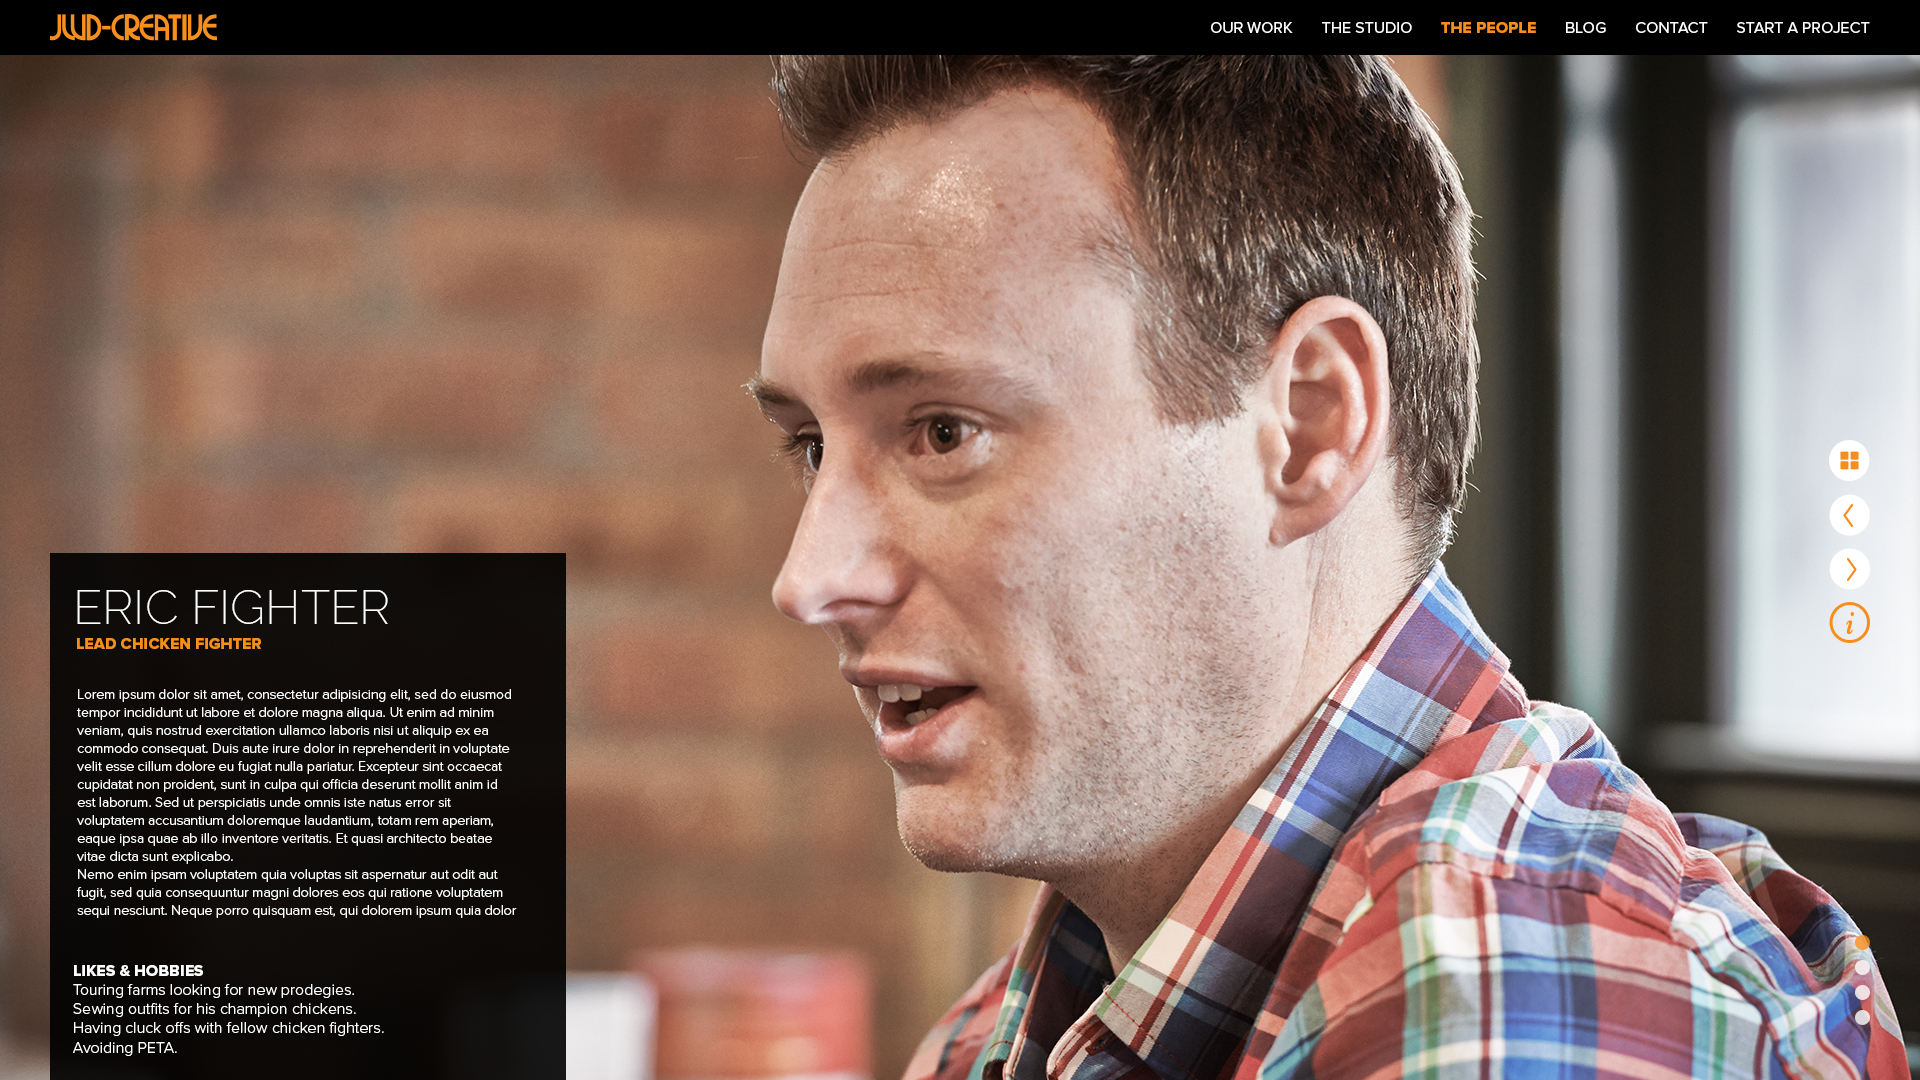 JWD-CREATIVE
OUR WORK THE STUDIO THE PEOPLE BLOG CONTACT START A PROJECT
ERIC FIGHTER
LEAD CHICKEN FIGHTER
Lorem ipsum dolor sit amet, consectetur adipisicing elit, sed do eiusmod
tempor incididunt ut labore et dolore magna aliqua. Ut enim ad minim
veniam, quis nostrud exercitation ullamco laboris nisi ut aliquip ex ea
commodo consequat. Duis aute irure dolor in reprehenderit in voluptate
velit esse cillum dolore eu fugiat nulla pariatur. Excepteur sint occaecat
cupidatat non proident, sunt in culpa qui officia deserunt mollit anim id
est laborum. Sed ut perspiciatis unde omnis iste natus error sit
voluptatem accusantium doloremque laudantium, totam rem aperiam,
eaque ipsa quae ab illo inventore veritatis. Et quasi architecto beatae
vitae dicta sunt explicabo.
Nemo enim ipsam voluptatem quia voluptas sit aspernatur aut odit aut
fugit, sed quia consequuntur magni dolores eos qui ratione voluptatem
sequi nesciunt. Neque porro quisquam est, qui dolorem ipsum quia dolor
LIKES & HOBBIES
Touring farms looking for new prodegies.
Sewing outfits for his champion chickens.
Having cluck offs with fellow chicken fighters.
Avoiding PETA.
i